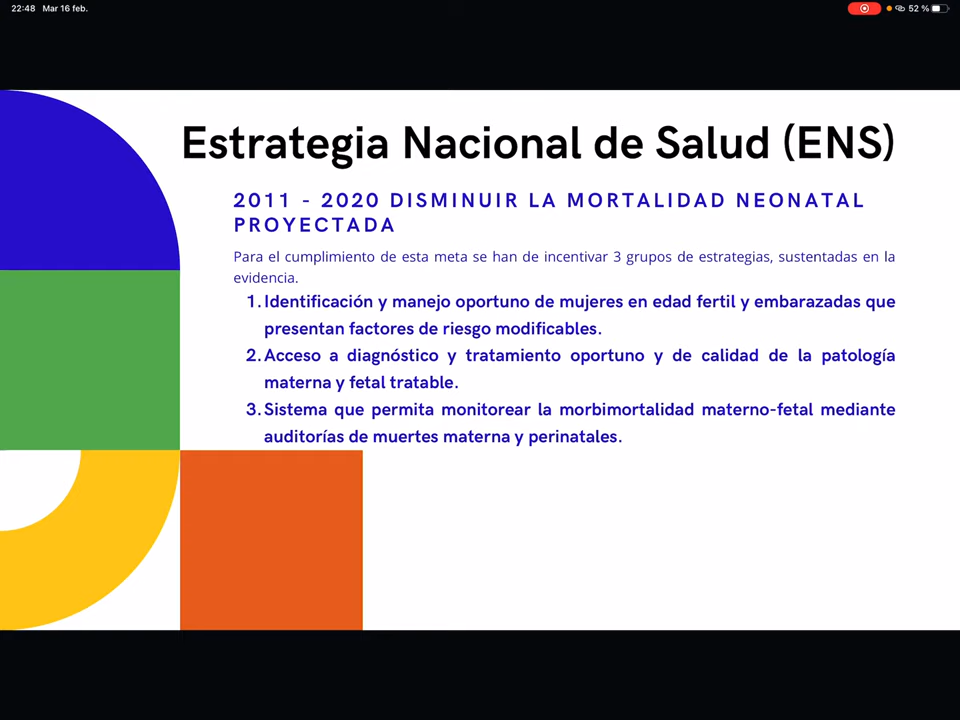 22:48 Mar 16 feb.
52 %
Estrategia Nacional de Salud (ENS)
2011 - 2020 DISMINUIR LA MORTALIDAD NEONATAL
PROYECTADA
Para el cumplimiento de esta meta se han de incentivar 3 grupos de estrategias, sustentadas en la
evidencia.
1. Identificación y manejo oportuno de mujeres en edad fertil y embarazadas que
presentan factores de riesgo modificables.
2. Acceso a diagnóstico y tratamiento oportuno y de calidad de la patología
materna y fetal tratable.
3. Sistema que permita monitorear la morbimortalidad materno-fetal mediante
auditorías de muertes materna y perinatales.